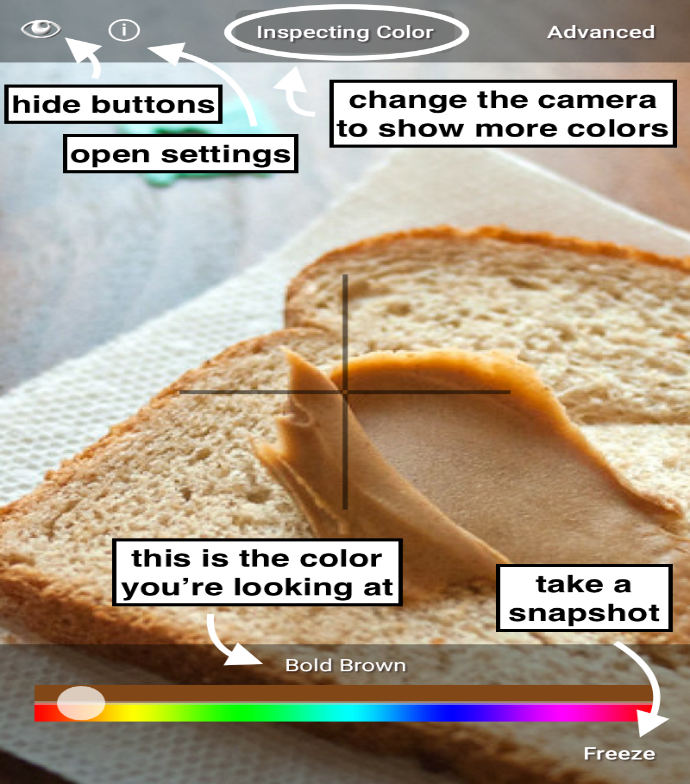 Inspecting Color
Advanced
hide buttons
change the camera
to show more colors
open settings
this is the color
you're looking at
take a
snapshot
Bold Brown
Freeze